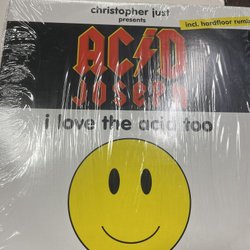 christopher just
presents
incl. hardfloor remix
ACID
Joseph
i love the acid too